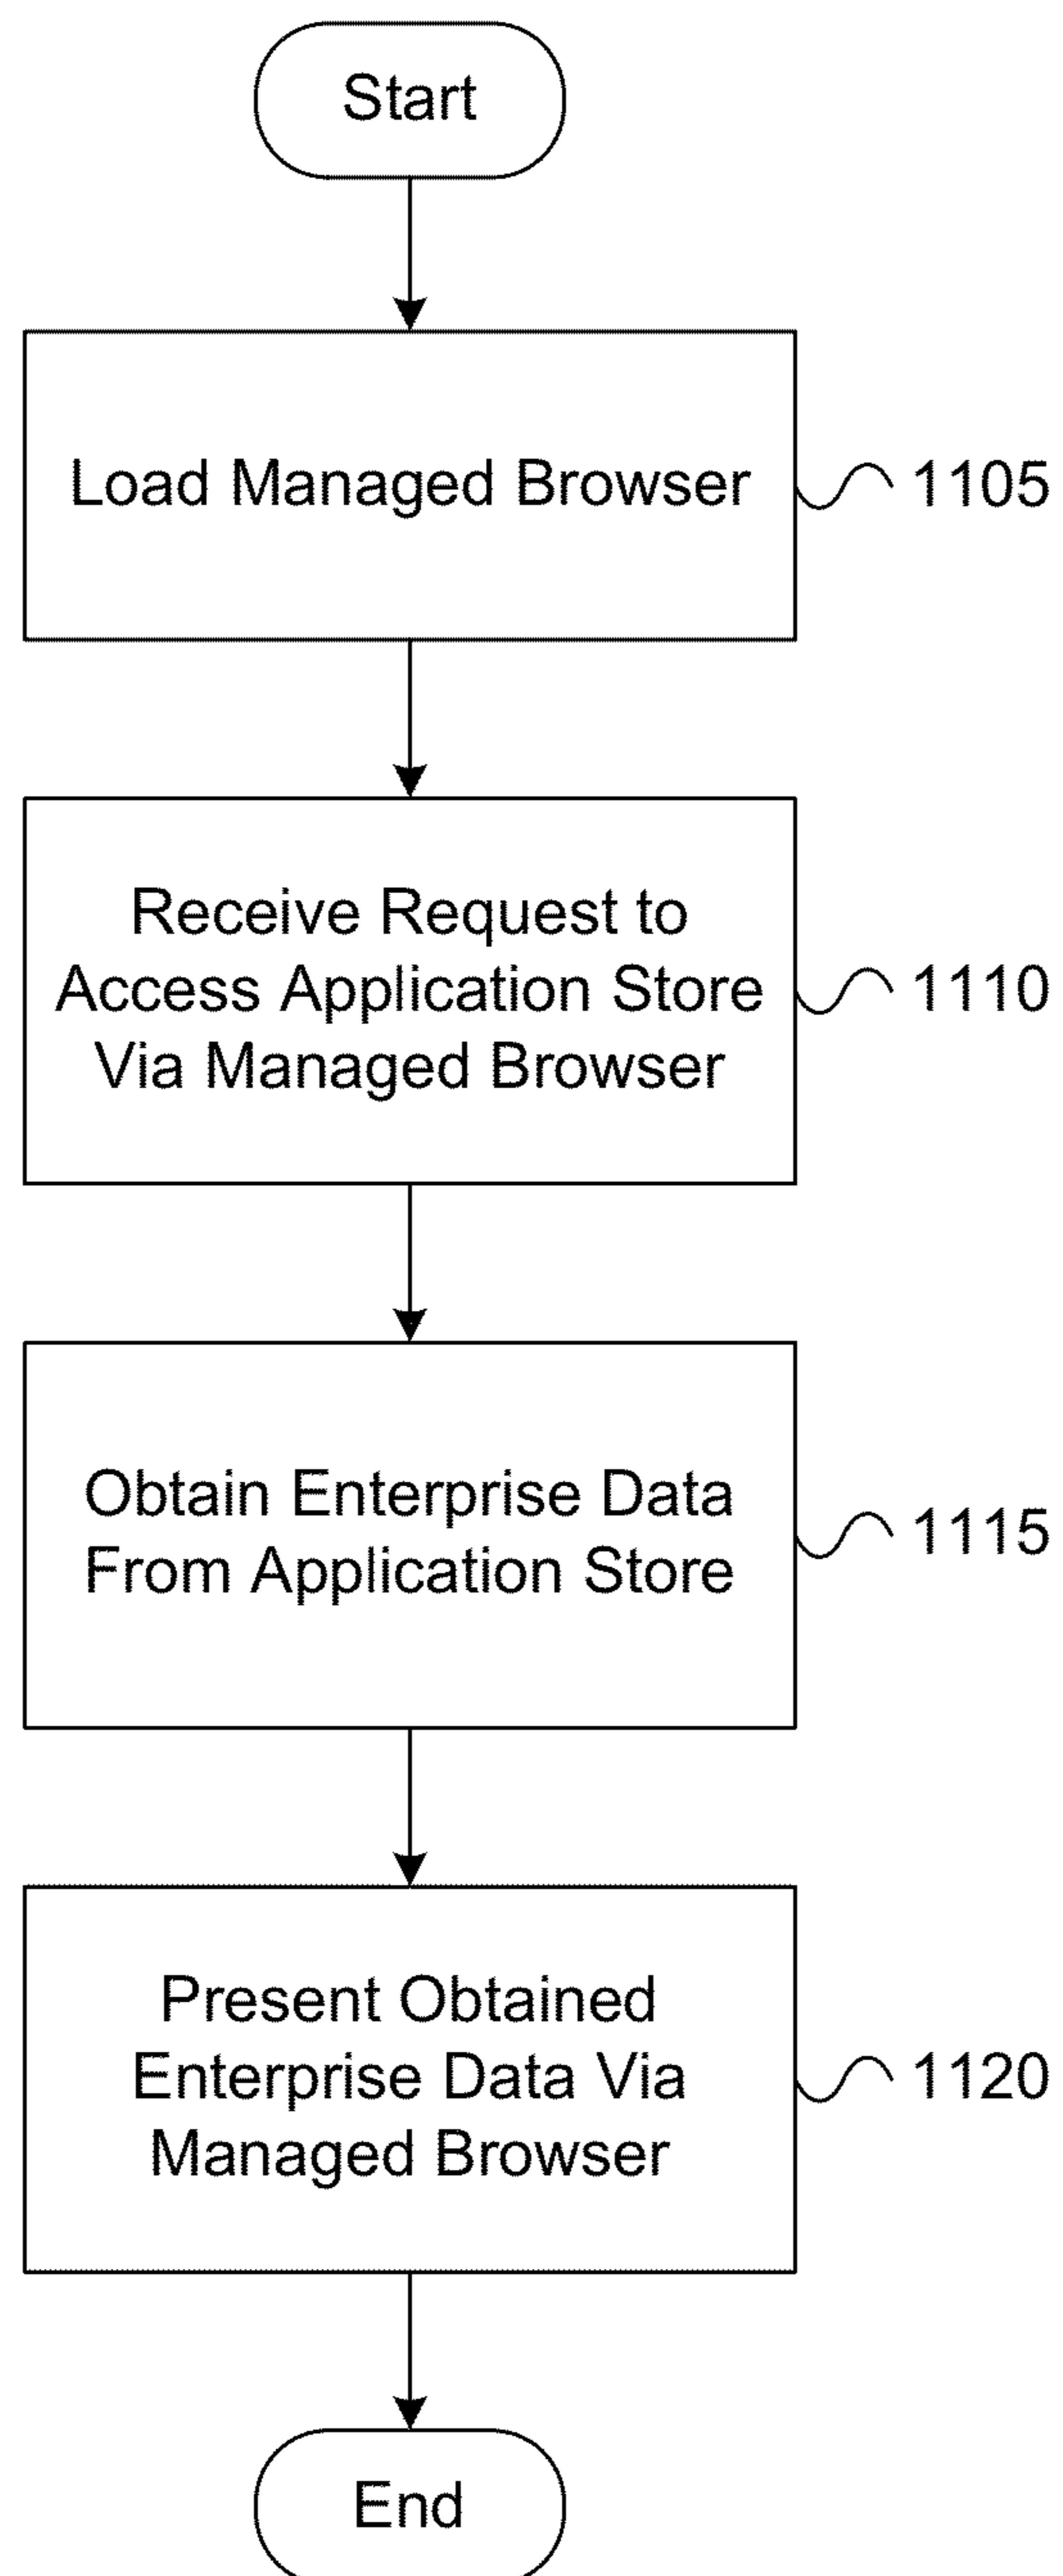 Start
Load Managed Browser
1105
Receive Request to
Access Application Store
Via Managed Browser
1110
Obtain Enterprise Data
From Application Store
1115
Present Obtained
Enterprise Data Via
Managed Browser
1120
End